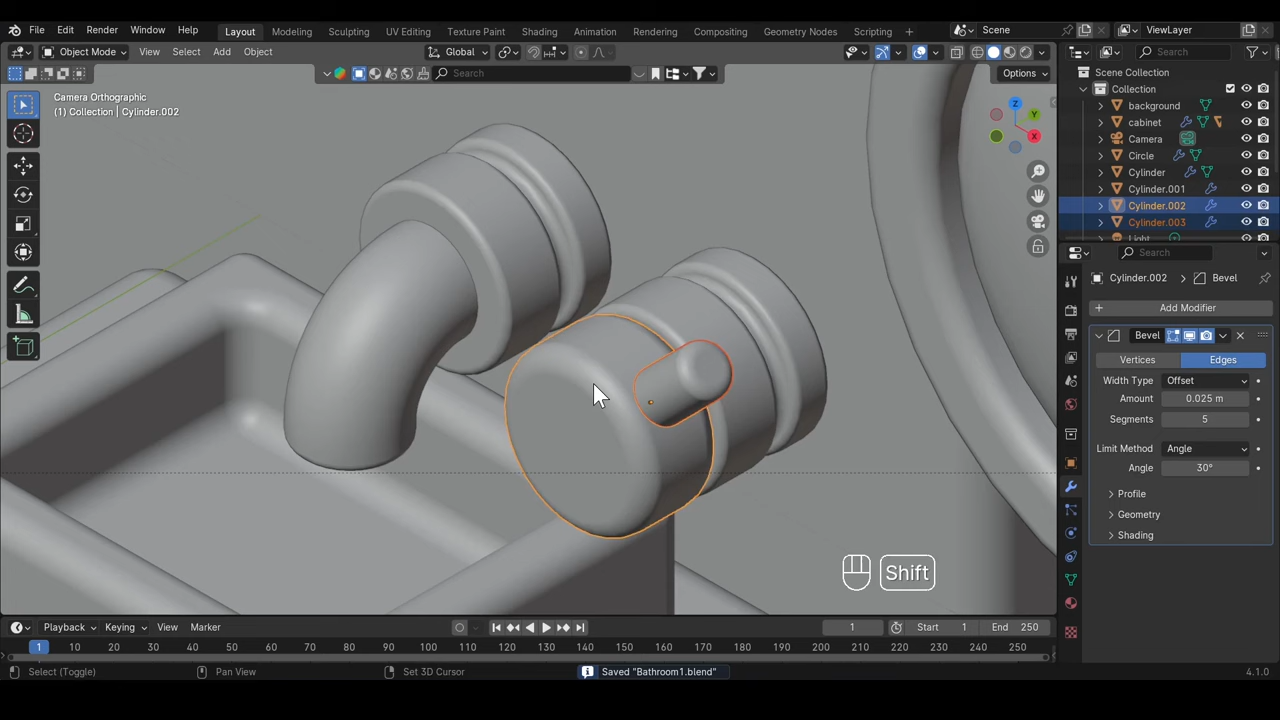 File Edit Render Window Help Layout Modeling Sculpting UV Editing Texture Paint Shading Animation Rendering Compositing Geometry Nodes Scripting + Scene ViewLayer
Object Mode View Select Add Object Global Search
Search Options
Camera Orthographic
(1) Collection | Cylinder.002
Z
Y
X
Scene Collection
Collection
background
cabinet
Camera
Circle
Cylinder
Cylinder.001
Cylinder.002
Cylinder.003
Light
Search
Cylinder.002 > Bevel
+ Add Modifier
Bevel
Vertices Edges
Width Type Offset
Amount 0.025 m
Segments 5
Limit Method Angle
Angle 30°
Profile
Geometry
Shading
Shift
Playback Keying View Marker 1 Start 1 End 250
1 10 20 30 40 50 60 70 80 90 100 110 120 130 140 150 160 170 180 190 200 210 220 230 240 250
Select (Toggle) Pan View Set 3D Cursor Saved "Bathroom1.blend" 4.1.0